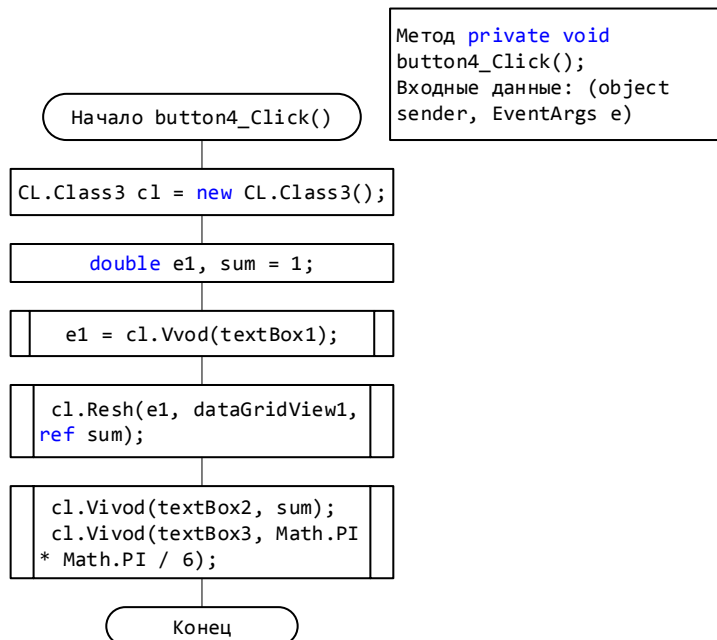 Метод private void
button4_Click();
Входные данные: (object
sender, EventArgs e)
Начало button4_Click()
CL.Class3 cl = new CL.Class3();
double e1, sum = 1;
e1 = cl.Vvod(textBox1);
cl.Resh(e1, dataGridView1,
ref sum);
cl.Vivod(textBox2, sum);
cl.Vivod(textBox3, Math.PI
* Math.PI / 6);
Конец